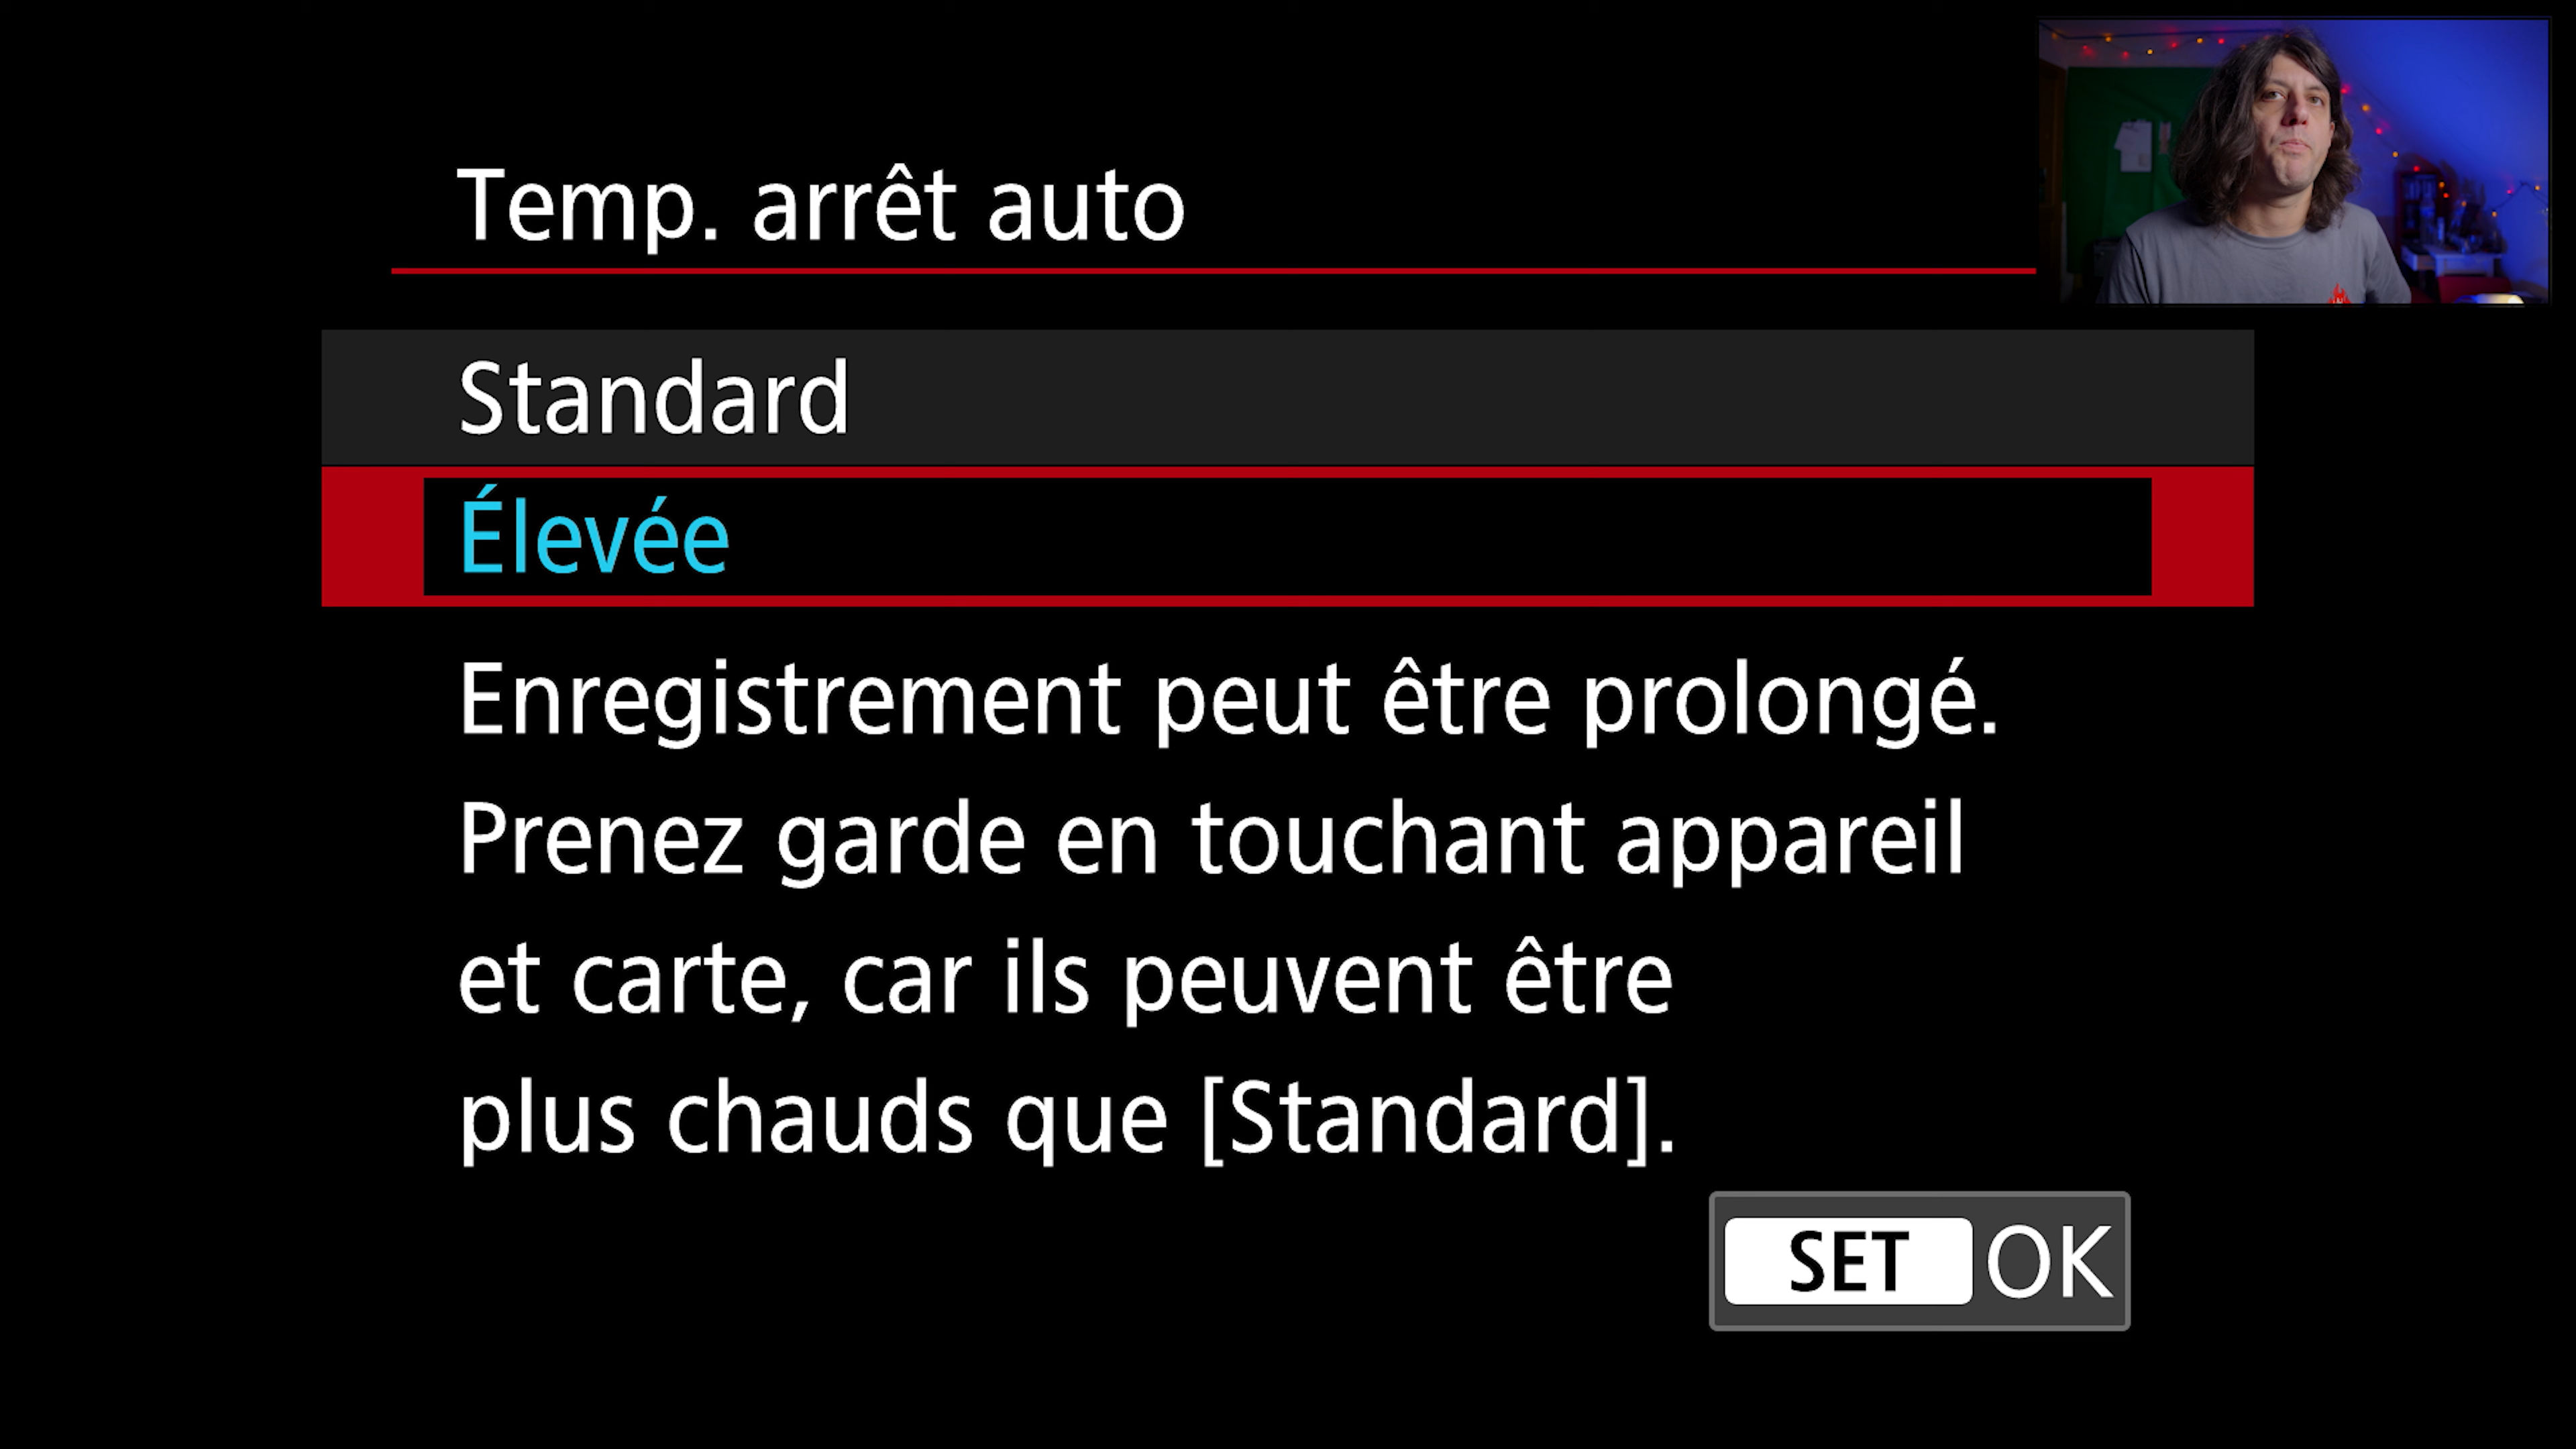 Temp. arrêt auto
Standard
Élevée
Enregistrement peut être prolongé.
Prenez garde en touchant appareil
et carte, car ils peuvent être
plus chauds que [Standard].
SET OK